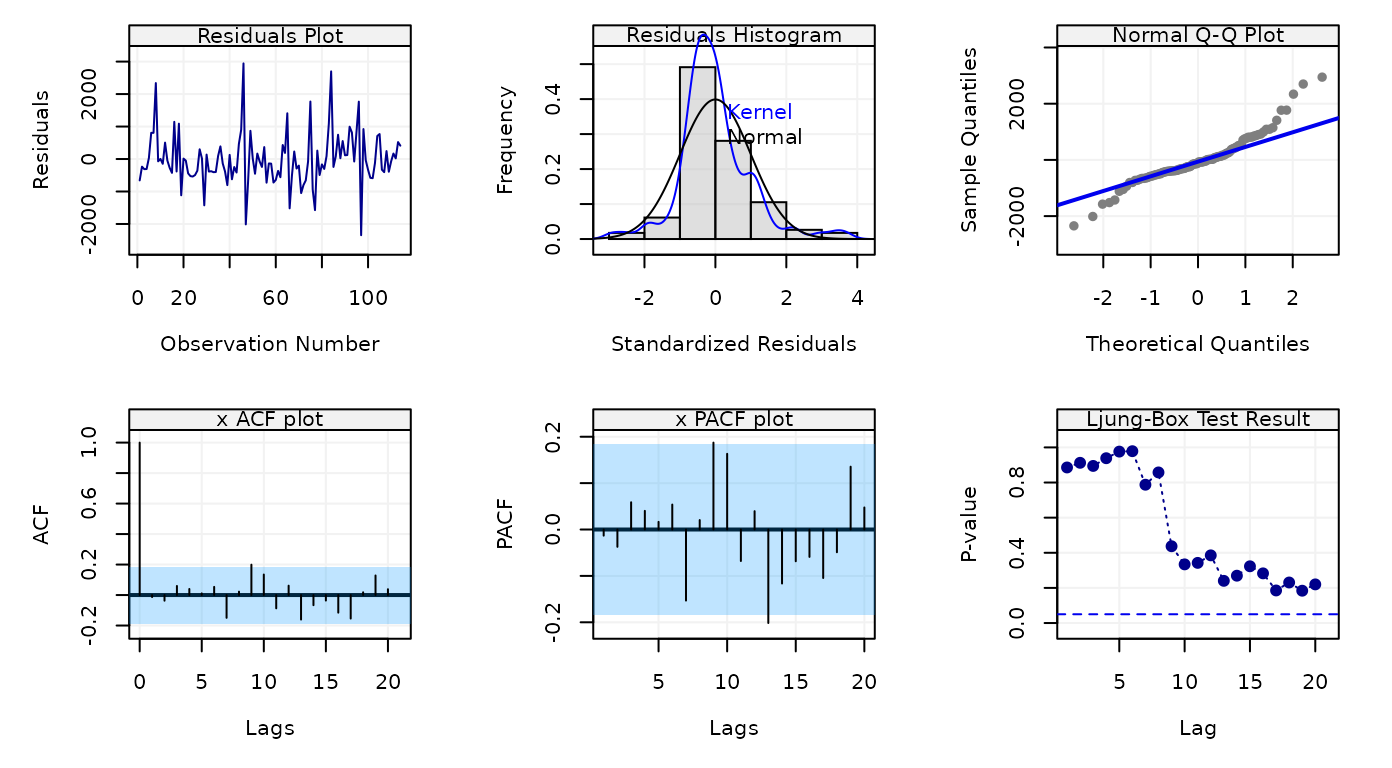 Residuals Plot
Residuals
-2000 0 2000
0 20 60 100
Observation Number
Residuals Histogram
Frequency
0.0 0.2 0.4
Kernel
Normal
-2 0 2 4
Standardized Residuals
Normal Q-Q Plot
Sample Quantiles
-2000 2000
-2 -1 0 1 2
Theoretical Quantiles
x ACF plot
ACF
-0.2 0.2 0.6 1.0
0 5 10 15 20
Lags
x PACF plot
PACF
-0.2 0.0 0.2
5 10 15 20
Lags
Ljung-Box Test Result
P-value
0.0 0.4 0.8
5 10 15 20
Lag